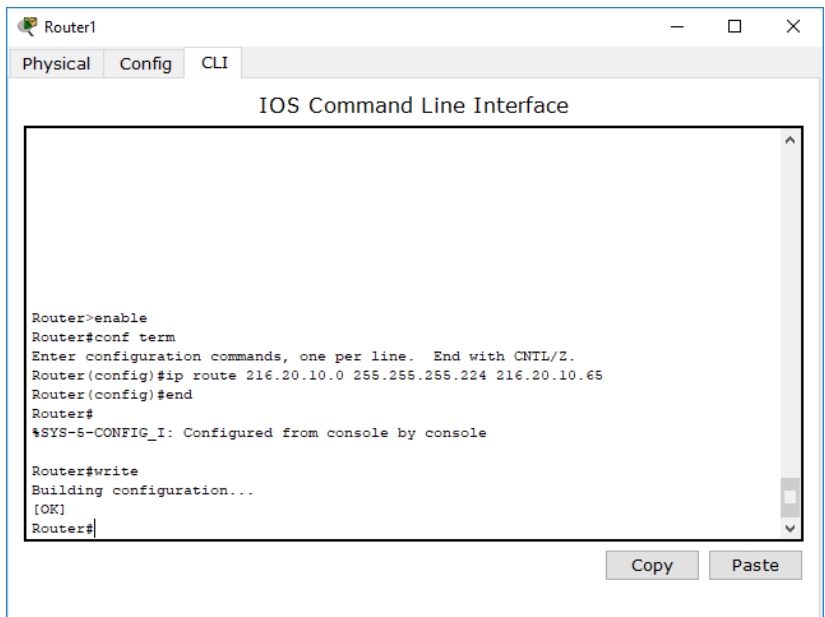 Router1
Physical Config CLI
IOS Command Line Interface
Router>enable
Router#conf term
Enter configuration commands, one per line.  End with CNTL/Z.
Router(config)#ip route 216.20.10.0 255.255.255.224 216.20.10.65
Router(config)#end
Router#
%SYS-5-CONFIG_I: Configured from console by console
Router#write
Building configuration...
[OK]
Router#
Copy Paste